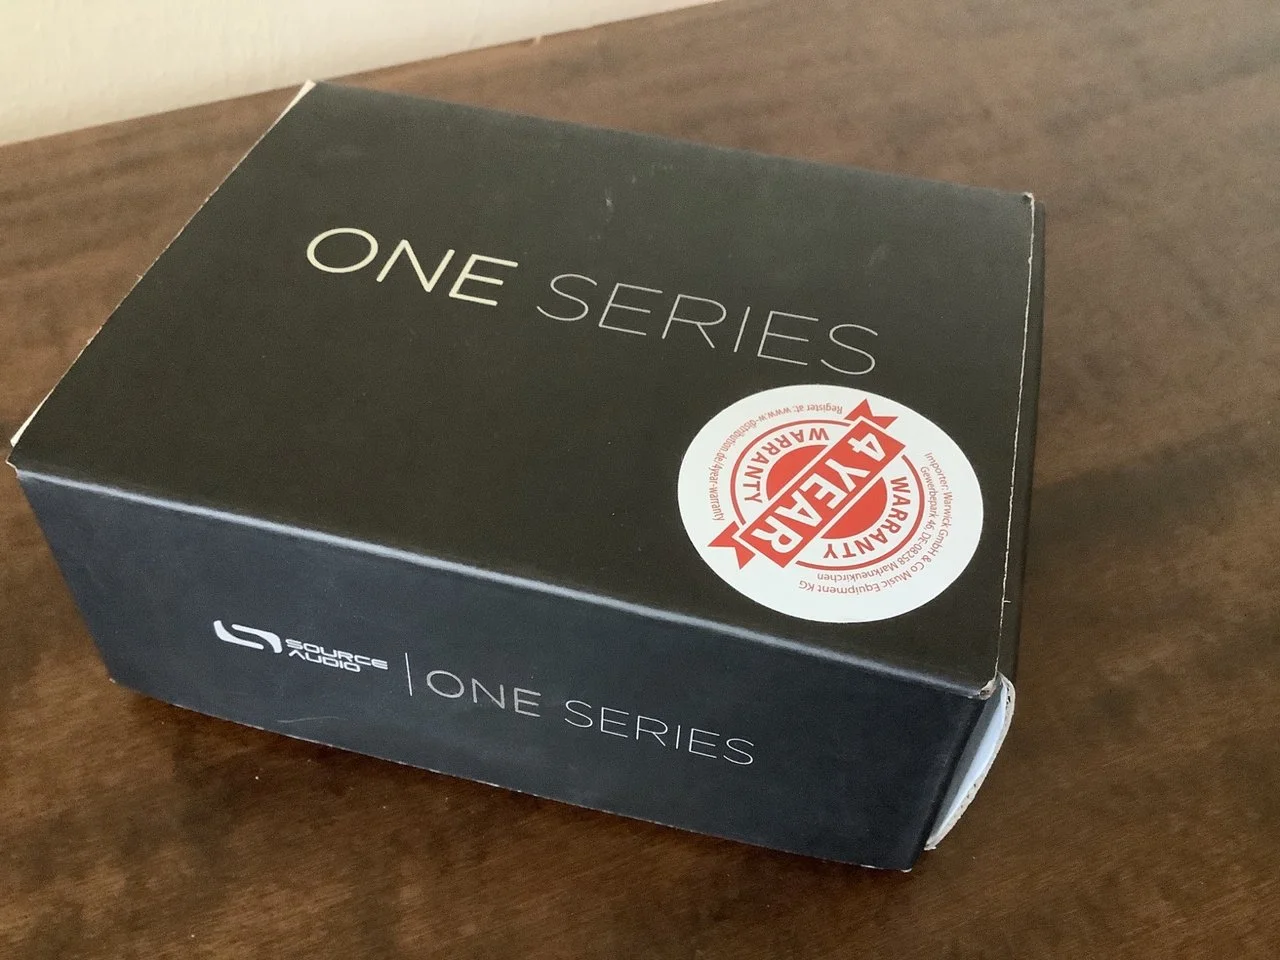 ONE SERIES
4 YEAR
WARRANTY
WARRANTY
Register at: www.w-distribution.de/4year-warranty
Importer: Warwick GmbH & Co Music Equipment KG
Gewerbepark 46, DE-08258 Markneukirchen
SOURCE
AUDIO
ONE SERIES